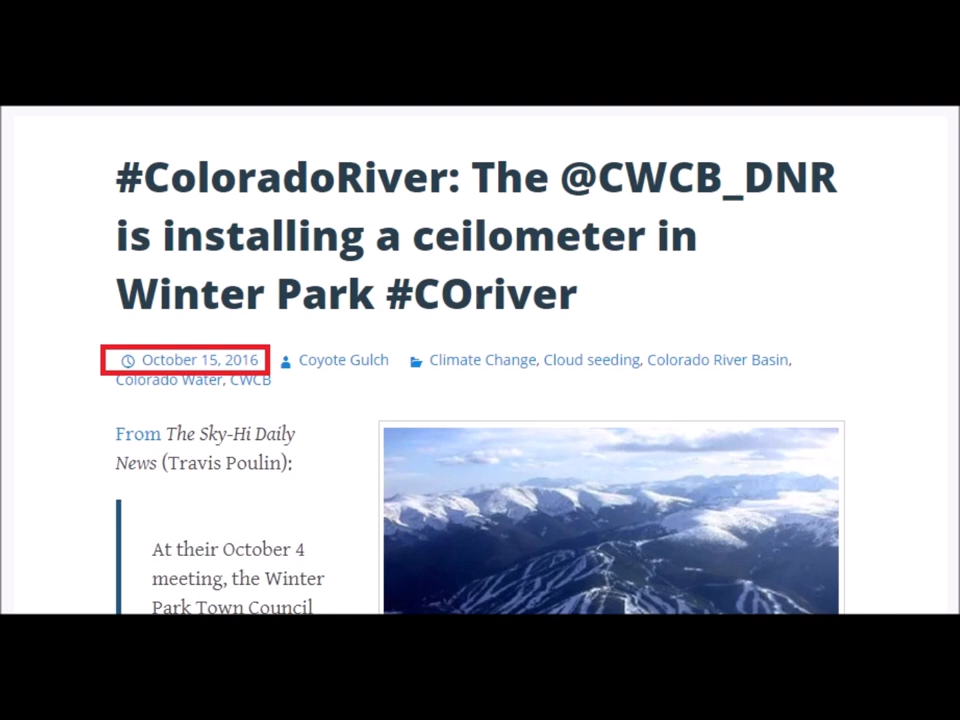 #ColoradoRiver: The @CWCB_DNR
is installing a ceilometer in
Winter Park #COriver
October 15, 2016 Coyote Gulch Climate Change, Cloud seeding, Colorado River Basin,
Colorado Water, CWCB
From The Sky-Hi Daily
News (Travis Poulin):
At their October 4
meeting, the Winter
Park Town Council